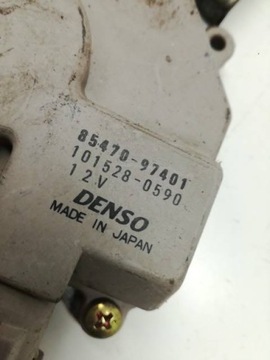 85470-97401
101528-0590
12V
DENSO
MADE IN JAPAN